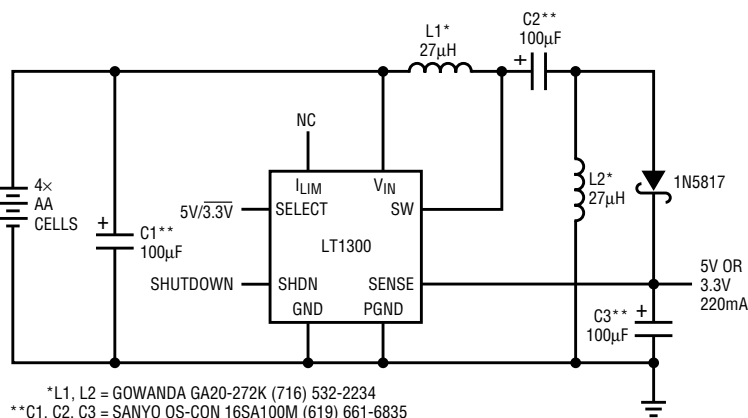 L1*
27µH
C2**
+ 100µF
NC
4×
AA
CELLS
+
C1**
100µF
5V/3.3V
SHUTDOWN
ILIM
VIN
SELECT
SW
LT1300
SHDN
SENSE
GND
PGND
L2*
27µH
1N5817
5V OR
3.3V
220mA
C3**
+
100µF
*L1, L2 = GOWANDA GA20-272K (716) 532-2234
**C1, C2, C3 = SANYO OS-CON 16SA100M (619) 661-6835